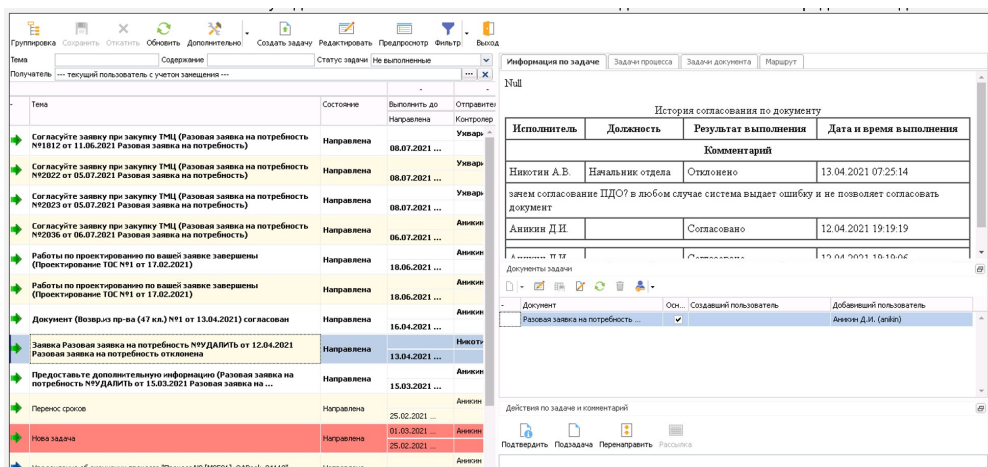 Группировка Сохранить Откатить Обновить Дополнительно Создать задачу Редактировать Предпросмотр Фильтр Выход
Тема Содержание Статус задачи Не выполненные
Получатель --- текущий пользователь с учетом замещения ---
- Тема Состояние Выполнить до Отправител
Направлена Контролер
Согласуйте заявку при закупку ТМЦ (Разовая заявка на потребность
№1812 от 11.06.2021 Разовая заявка на потребность) Направлена 08.07.2021 ... Ухварк
Согласуйте заявку при закупку ТМЦ (Разовая заявка на потребность
№2022 от 05.07.2021 Разовая заявка на потребность) Направлена 08.07.2021 ... Ухварк
Согласуйте заявку при закупку ТМЦ (Разовая заявка на потребность
№2023 от 05.07.2021 Разовая заявка на потребность) Направлена 08.07.2021 ... Ухварк
Согласуйте заявку при закупку ТМЦ (Разовая заявка на потребность
№2036 от 06.07.2021 Разовая заявка на потребность) Направлена 06.07.2021 ... Аникин
Работы по проектированию по вашей заявке завершены
(Проектирование ТОС №1 от 17.02.2021) Направлена 18.06.2021 ... Аникин
Работы по проектированию по вашей заявке завершены
(Проектирование ТОС №1 от 17.02.2021) Направлена 18.06.2021 ... Аникин
Документ (Возвр.из пр-ва (47 кл.) №1 от 13.04.2021) согласован Направлена 16.04.2021 ... Аникин
Заявка Разовая заявка на потребность №УДАЛИТЬ от 12.04.2021
Разовая заявка на потребность отклонена Направлена 13.04.2021 ... Никоти
Предоставьте дополнительную информацию (Разовая заявка на
потребность №УДАЛИТЬ от 15.03.2021 Разовая заявка на ... Направлена 15.03.2021 ... Аникин
Перенос сроков Направлена 25.02.2021 ... Аникин
Нова задача Направлена 01.03.2021 ... Аникин
25.02.2021 ...
Аникин
Информация по задаче Задачи процесса Задачи документа Маршрут
Null
История согласования по документу
Исполнитель Должность Результат выполнения Дата и время выполнения
Комментарий
Никотин А.В. Начальник отдела Отклонено 13.04.2021 07:25:14
зачем согласование ПДО? в любом случае система выдает ошибку и не позволяет согласовать
документ
Аникин Д.И. Согласовано 12.04.2021 19:19:19
Аникин Д.И. Согласовано 12.04.2021 19:19:06
Документы задачи
- Документ Осн... Создавший пользователь Добавивший пользователь
Разовая заявка на потребность ... Аникин Д.И. (anikin)
Действия по задаче и комментарий
Подтвердить Подзадача Перенаправить Рассылка